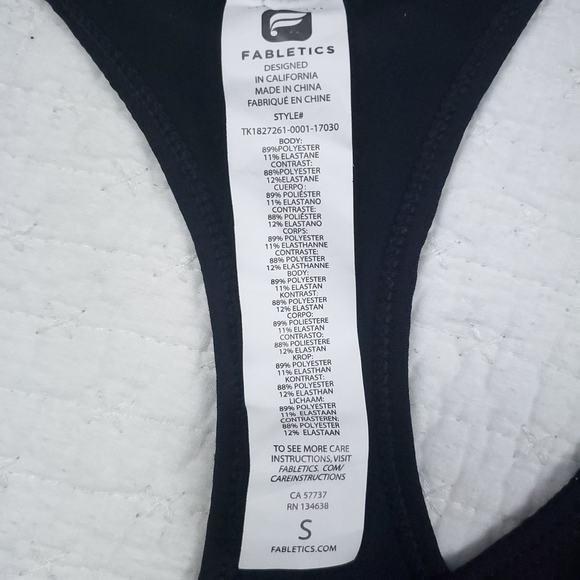 FABLETICS
DESIGNED
IN CALIFORNIA
MADE IN CHINA
FABRIQUÉ EN CHINE
STYLE#
TK1827261-0001-17030
BODY:
89%POLYESTER
11% ELASTANE
CONTRAST:
88%POLYESTER
12%ELASTANE
CUERPO:
89% POLIÉSTER
11% ELASTANO
CONTRASTE:
88% POLIÉSTER
12% ELASTANO
CORPS:
89% POLYESTER
11% ELASTHANNE
CONTRASTE:
88% POLYESTER
12% ELASTHANNE
BODY:
89% POLYESTER
11% ELASTAN
KONTRAST:
88% POLYESTER
12% ELASTAN
CORPO:
89% POLIESTERE
11% ELASTAN
CONTRASTO:
88% POLIESTERE
12% ELASTAN
KROP:
89% POLYESTER
11% ELASTHAN
KONTRAST:
88% POLYESTER
12% ELASTHAN
LICHAAM:
89% POLYESTER
11% ELASTAAN
CONTRASTEREN:
88% POLYESTER
12% ELASTAAN
TO SEE MORE CARE
INSTRUCTIONS, VISIT
FABLETICS. COM/
CAREINSTRUCTIONS
CA 57737
RN 134638
S
FABLETICS.COM